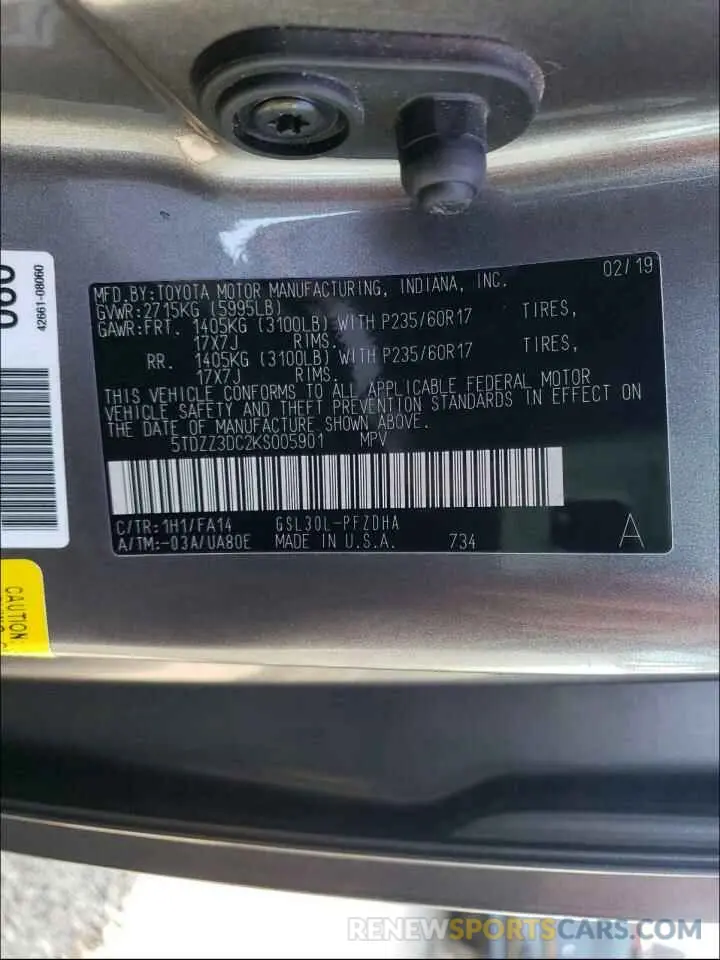 MFD.BY:TOYOTA MOTOR MANUFACTURING, INDIANA, INC. 02/19
GVWR:2715KG (5995LB)
GAWR:FRT. 1405KG (3100LB) WITH P235/60R17 TIRES,
17X7J RIMS.
RR. 1405KG (3100LB) WITH P235/60R17 TIRES,
17X7J RIMS.
THIS VEHICLE CONFORMS TO ALL APPLICABLE FEDERAL MOTOR
VEHICLE SAFETY AND THEFT PREVENTION STANDARDS IN EFFECT ON
THE DATE OF MANUFACTURE SHOWN ABOVE.
5TDZZ3DC2KS005901 MPV
C/TR:1H1/FA14 GSL30L-PFZDHA
A/TM:-03A/UA80E MADE IN U.S.A. 734 A
42661-08060
CAUTION:
RENEWSPORTSCARS.COM